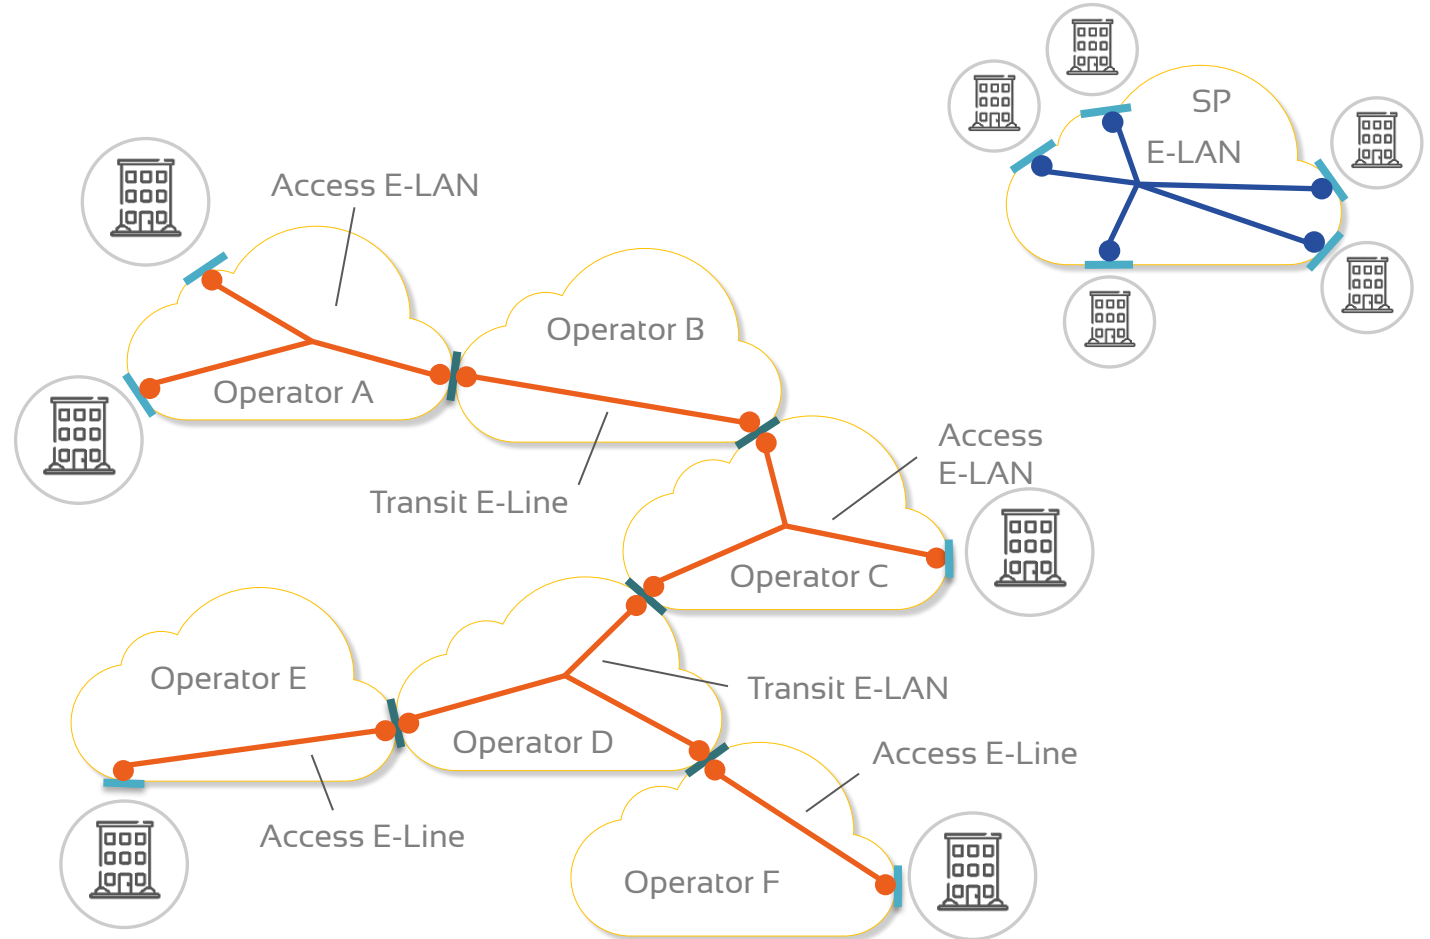 SP
E-LAN
Access E-LAN
Operator B
Operator A
Access
E-LAN
Transit E-Line
Operator C
Operator E
Transit E-LAN
Operator D
Access E-Line
Access E-Line
Operator F